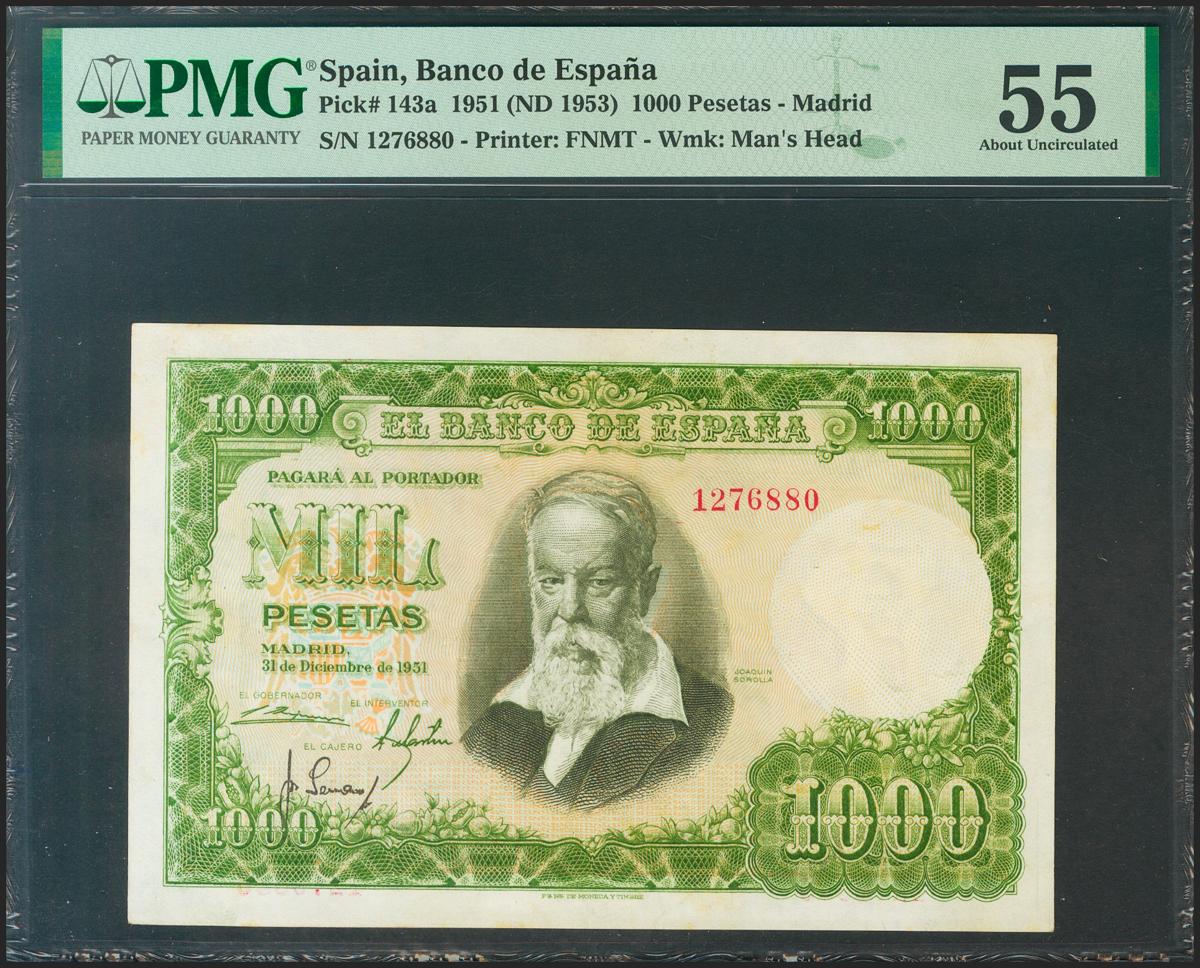 PMG®
PAPER MONEY GUARANTY
Spain, Banco de España
Pick# 143a 1951 (ND 1953) 1000 Pesetas - Madrid
S/N 1276880 - Printer: FNMT - Wmk: Man's Head
55
About Uncirculated
1000 EL BANCO DE ESPAÑA 1000
PAGARÁ AL PORTADOR
1276880
MIL
PESETAS
MADRID,
31 de Diciembre de 1951
JOAQUIN
SOROLLA
EL GOBERNADOR
EL INTERVENTOR
EL CAJERO
1000
1000